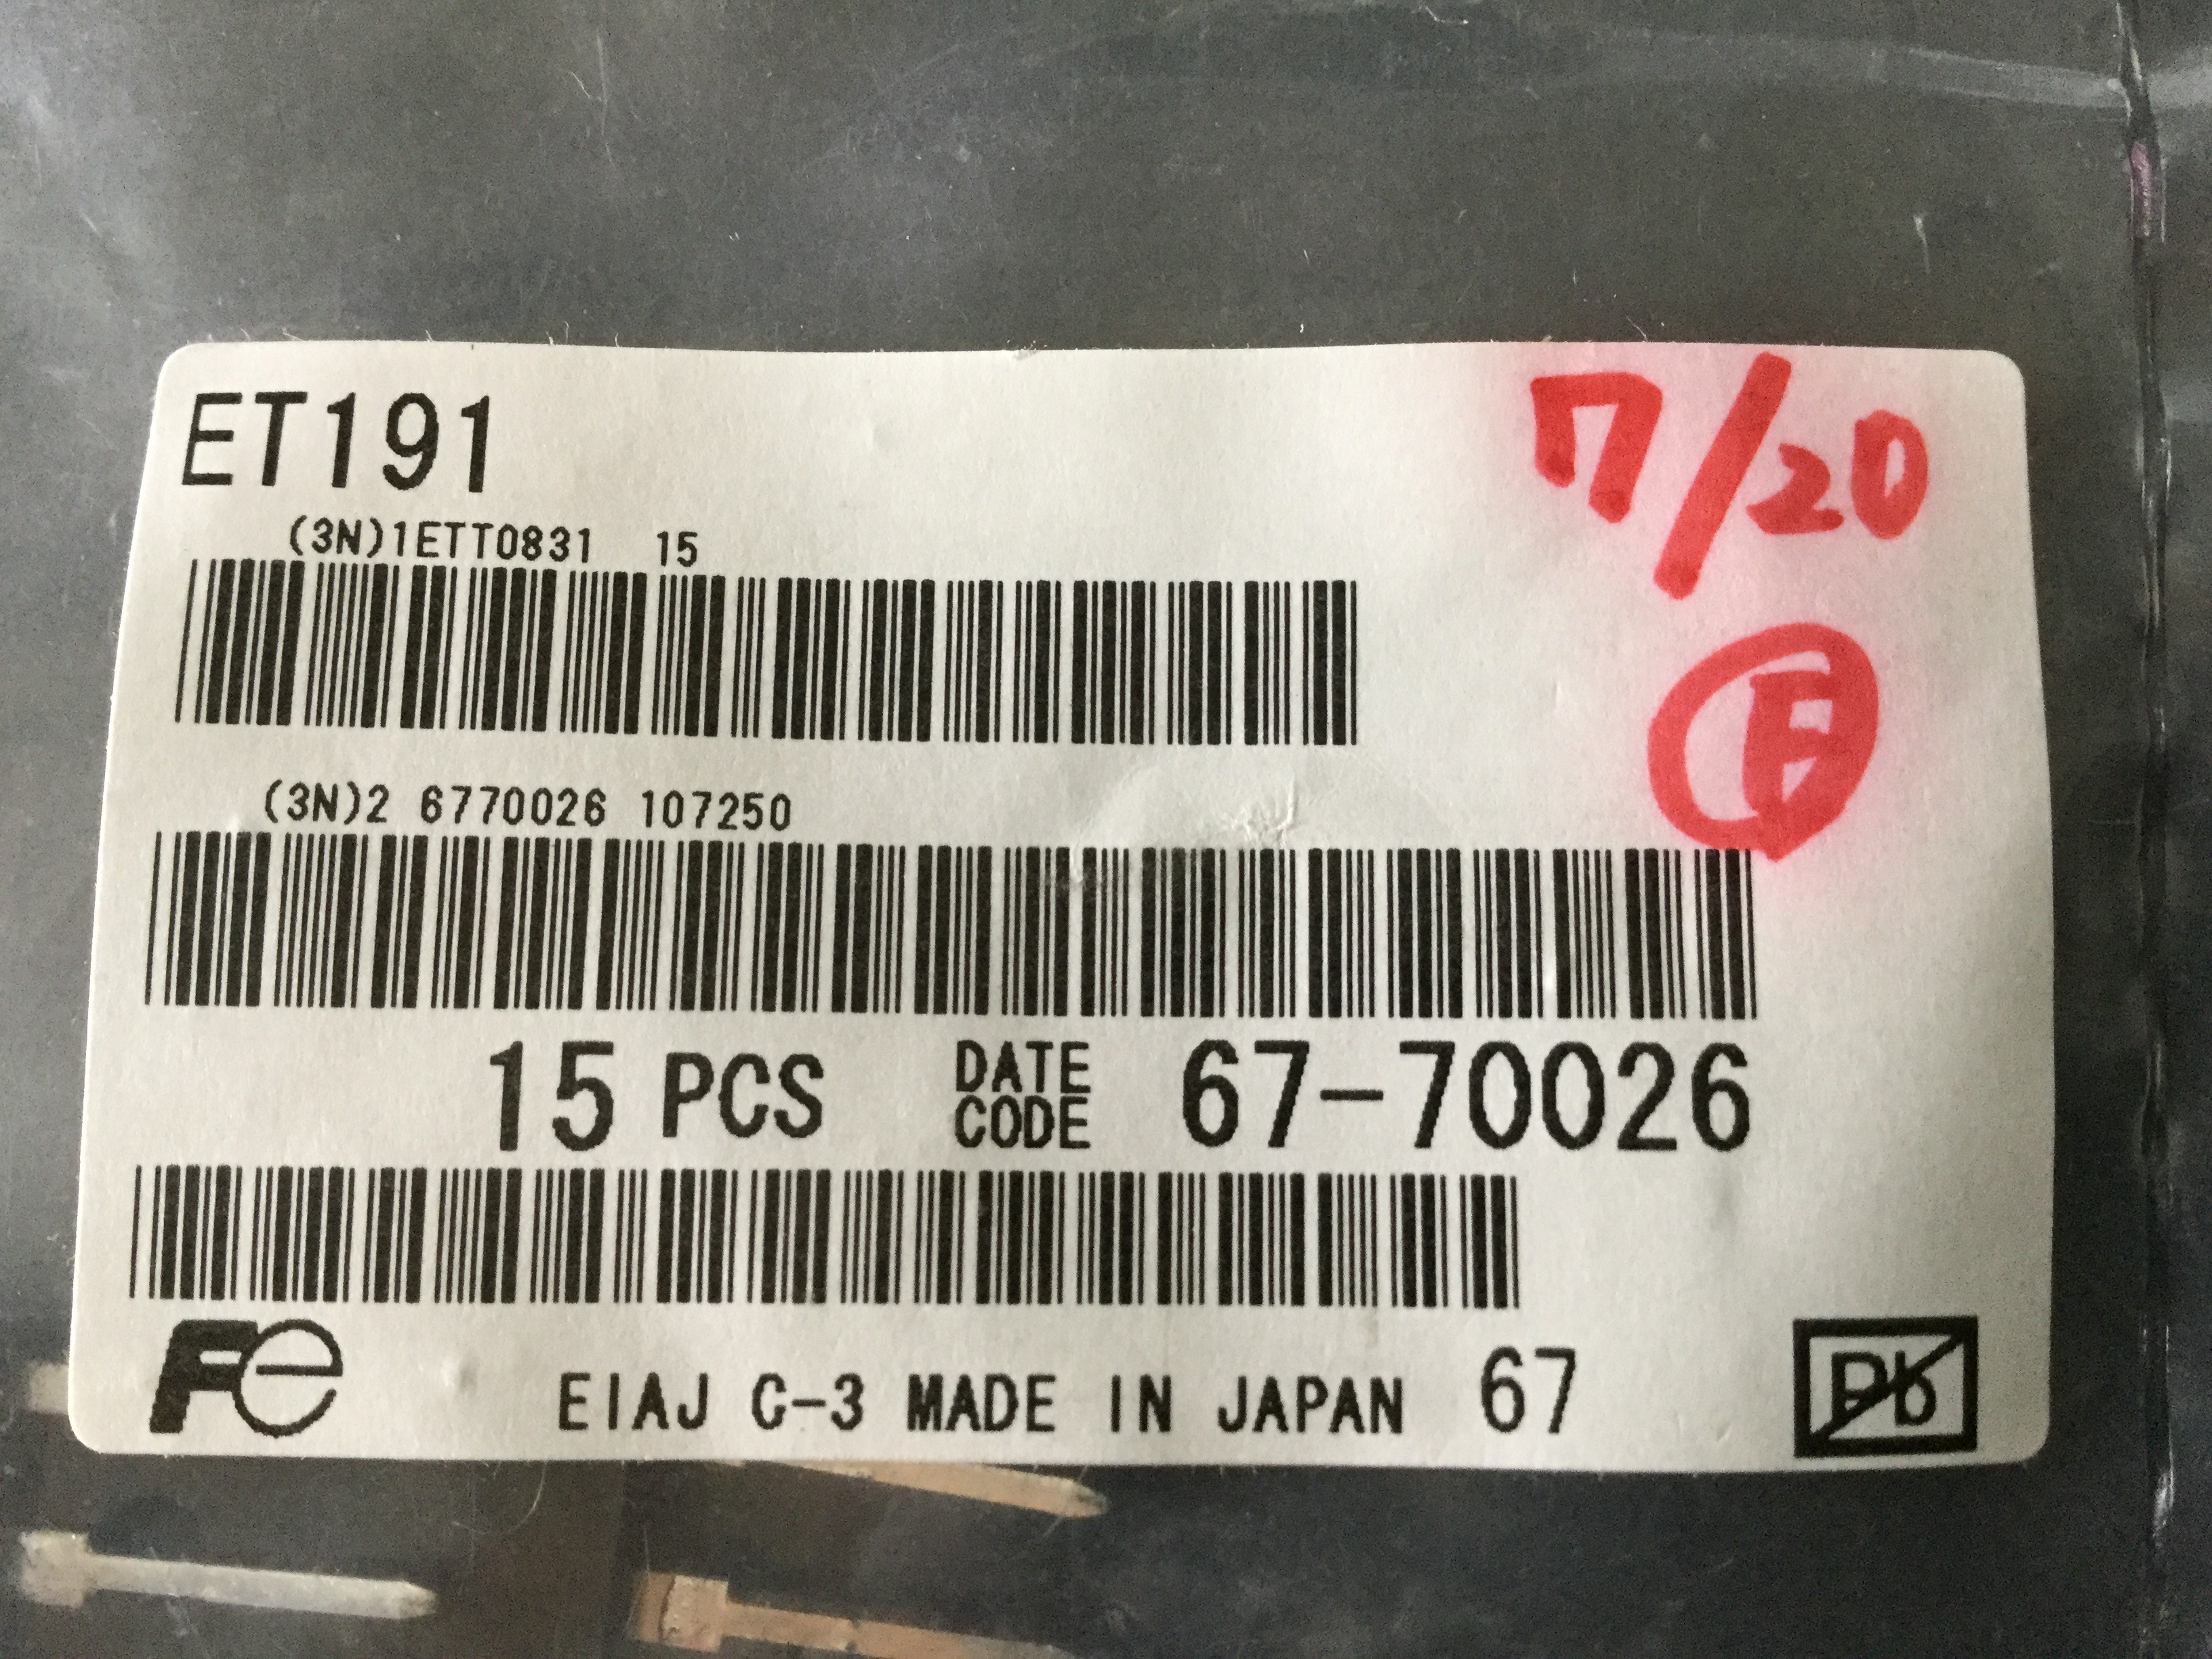 ET191
7/20
(3N)1ETT0831 15
(3N)2 6770026 107250
15 PCS DATE CODE 67-70026
Fe EIAJ C-3 MADE IN JAPAN 67 Pb